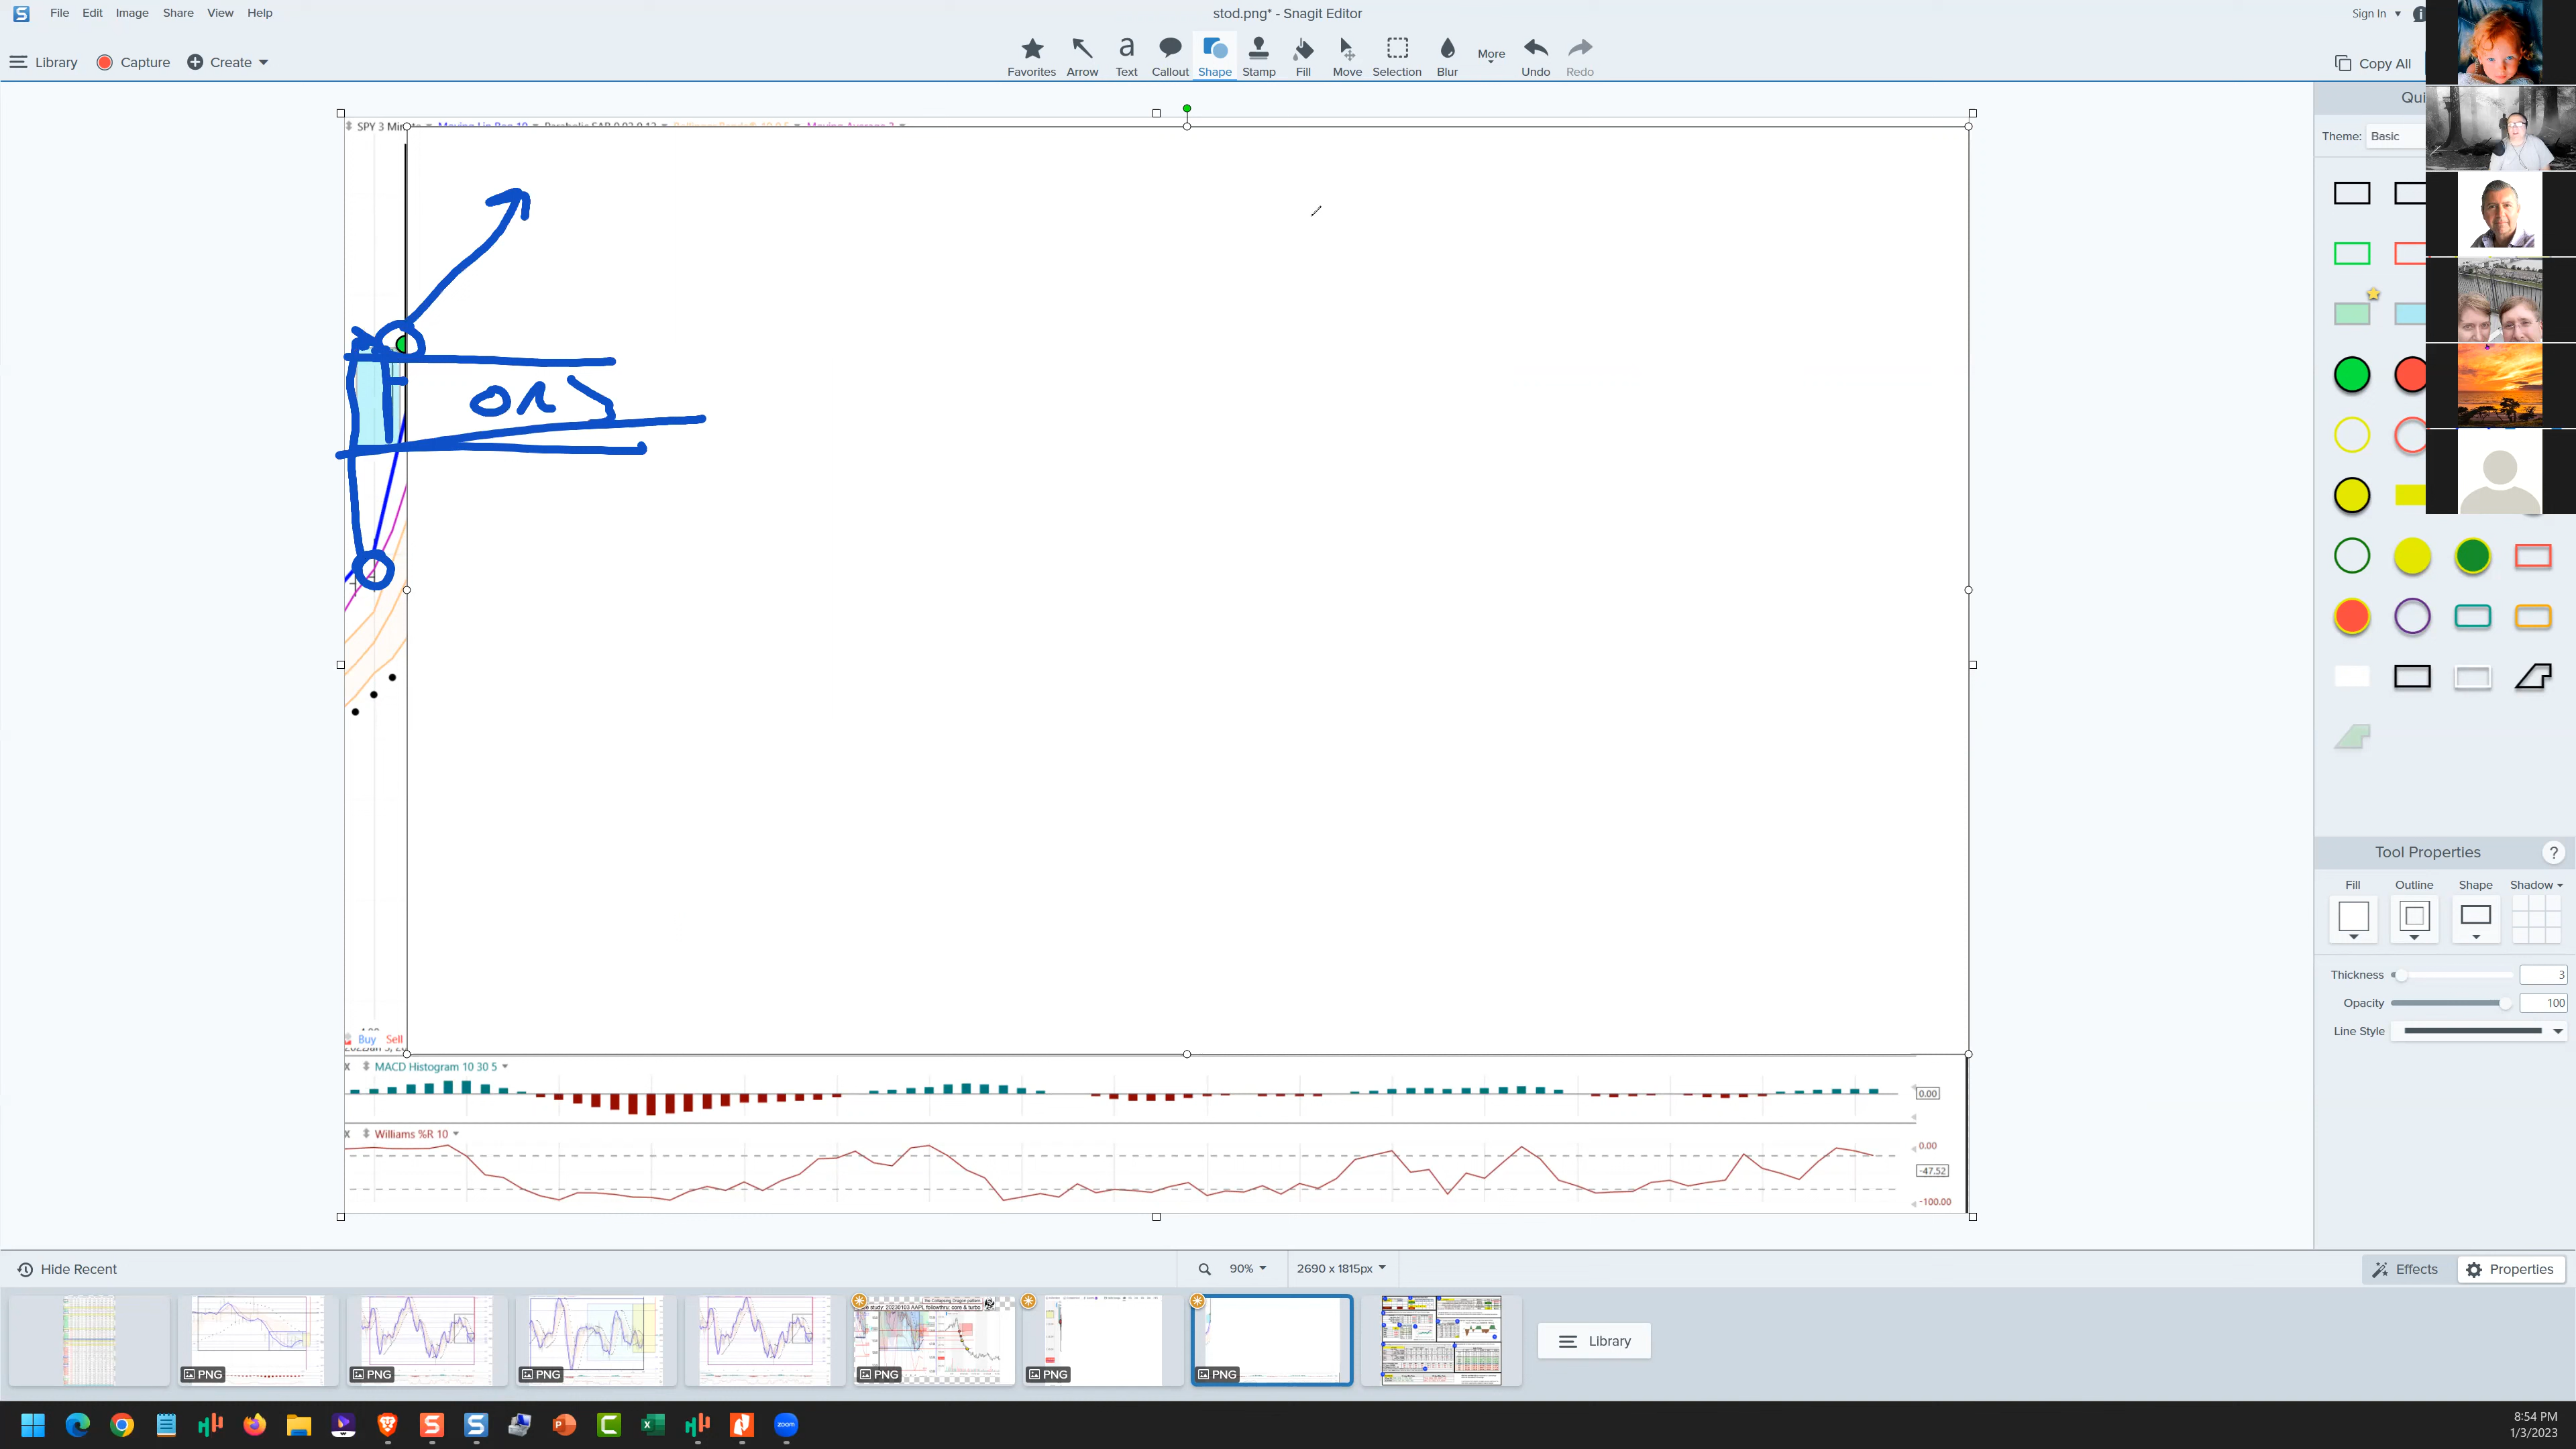 File Edit Image Share View Help
stod.png* - Snagit Editor
Sign In
Library Capture Create
Favorites Arrow Text Callout Shape Stamp Fill Move Selection Blur More Undo Redo
Copy All
Theme: Basic
SPY 3
Buy Sell
MACD Histogram 10 30 5
0.00
Williams %R 10
0.00
-47.52
-100.00
Tool Properties
?
Fill Outline Shape Shadow
Thickness 3
Opacity 100
Line Style
Hide Recent
90%
2690 x 1815px
Effects
Properties
PNG PNG PNG PNG PNG PNG
Library
zoom
8:54 PM
1/3/2023